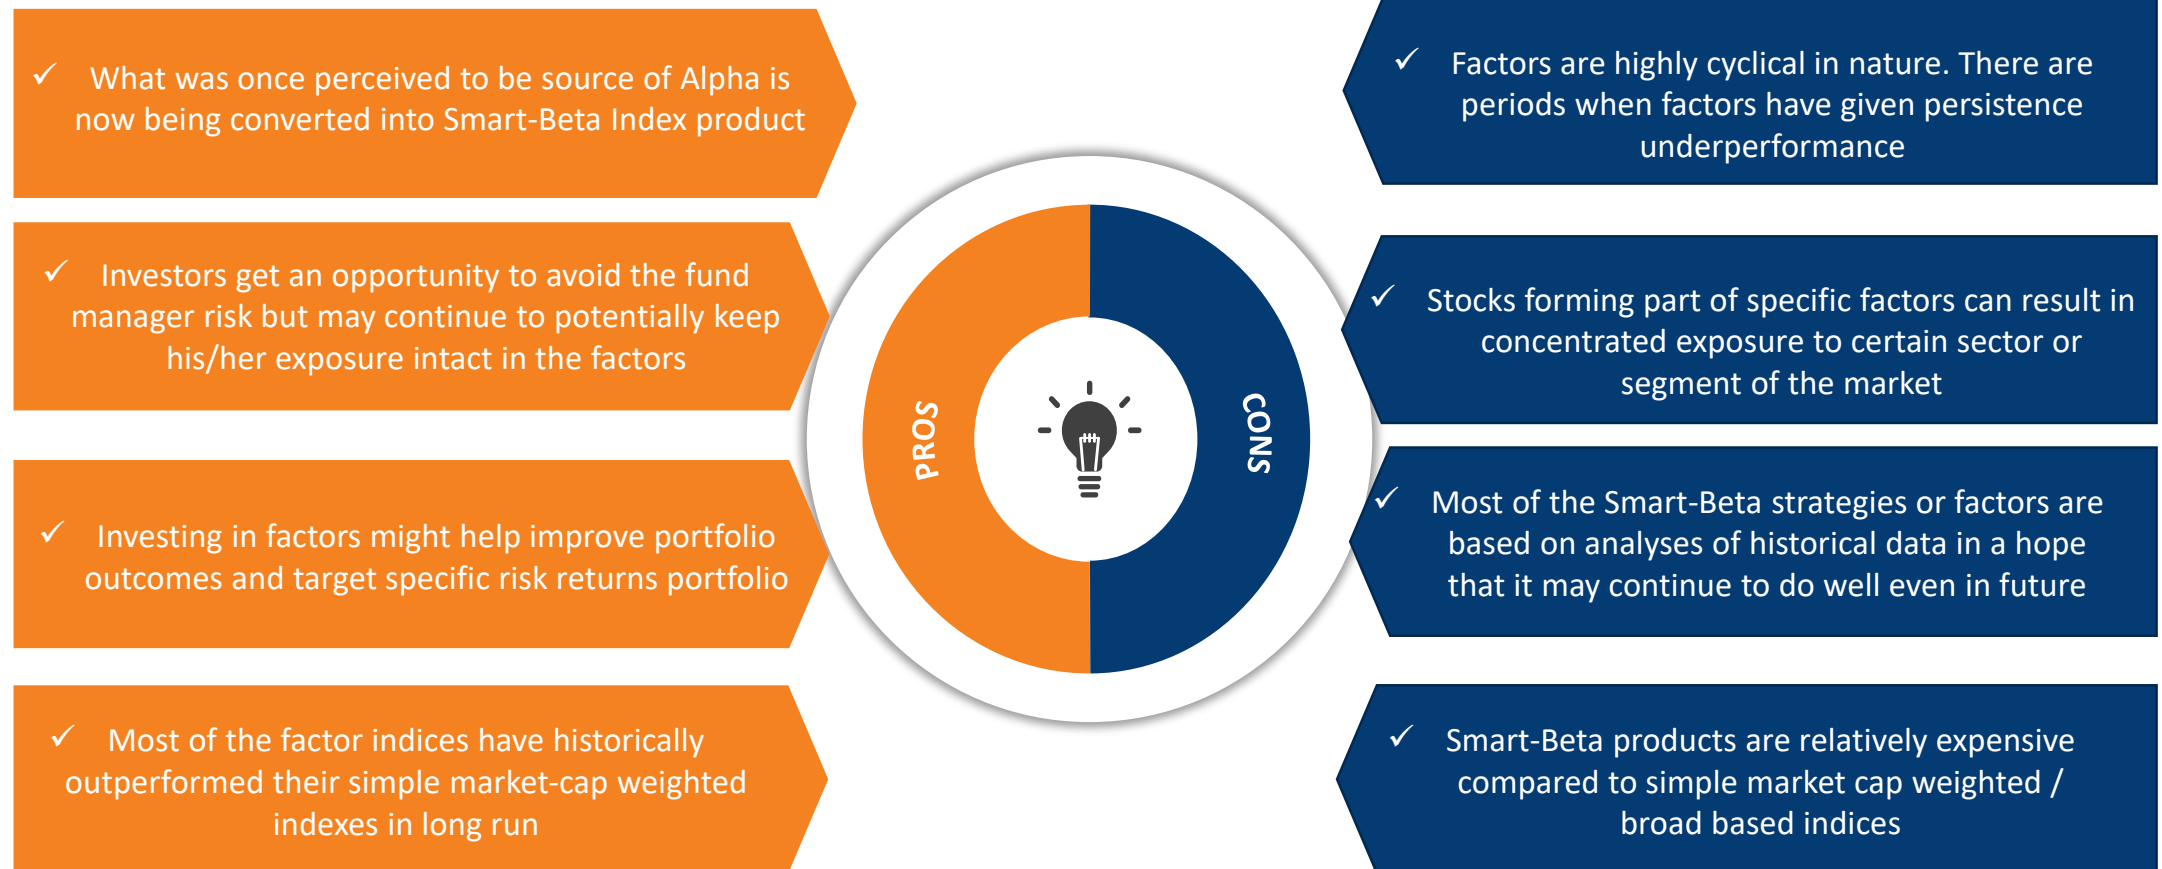 ✓ What was once perceived to be source of Alpha is
now being converted into Smart-Beta Index product
✓ Investors get an opportunity to avoid the fund
manager risk but may continue to potentially keep
his/her exposure intact in the factors
✓ Investing in factors might help improve portfolio
outcomes and target specific risk returns portfolio
✓ Most of the factor indices have historically
outperformed their simple market-cap weighted
indexes in long run
PROS
CONS
✓ Factors are highly cyclical in nature. There are
periods when factors have given persistence
underperformance
✓ Stocks forming part of specific factors can result in
concentrated exposure to certain sector or
segment of the market
✓ Most of the Smart-Beta strategies or factors are
based on analyses of historical data in a hope
that it may continue to do well even in future
✓ Smart-Beta products are relatively expensive
compared to simple market cap weighted /
broad based indices